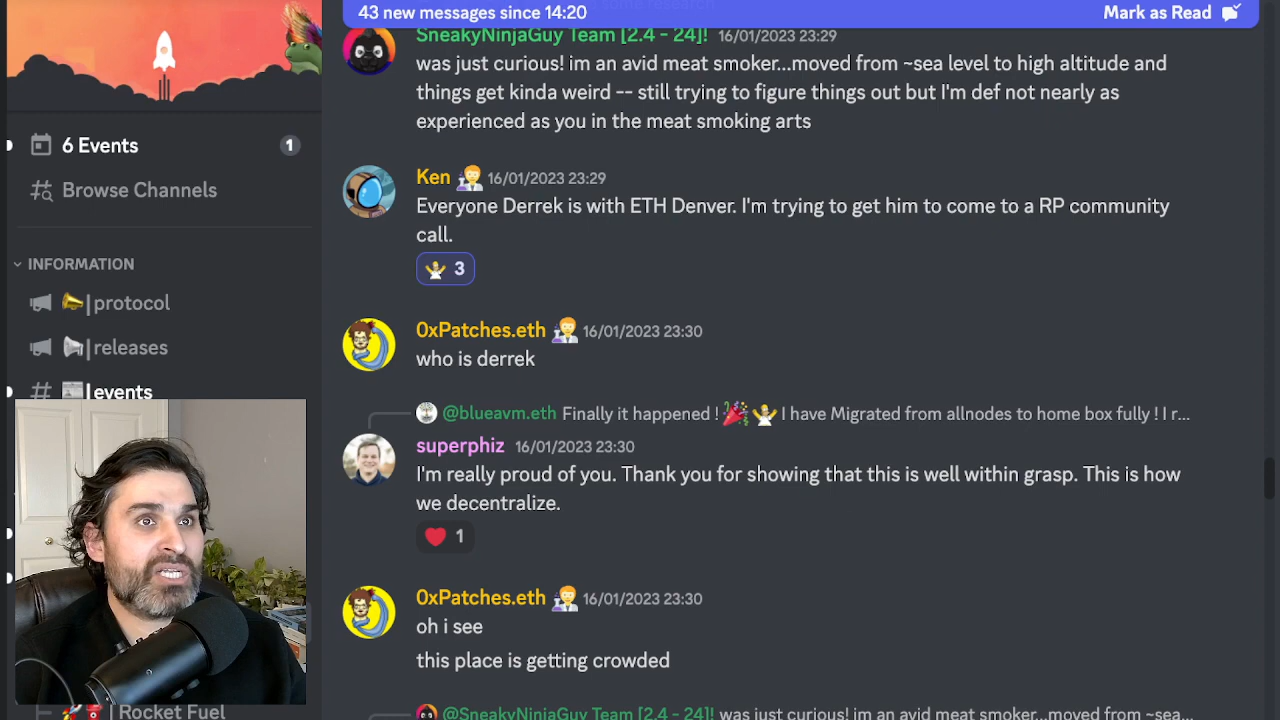 43 new messages since 14:20
Mark as Read
6 Events
1
Browse Channels
INFORMATION
|protocol
|releases
|events
|Rocket Fuel
SneakyNinjaGuy Team [2.4 - 24]! 16/01/2023 23:29
was just curious! im an avid meat smoker...moved from ~sea level to high altitude and
things get kinda weird -- still trying to figure things out but I'm def not nearly as
experienced as you in the meat smoking arts
Ken 16/01/2023 23:29
Everyone Derrek is with ETH Denver. I'm trying to get him to come to a RP community
call.
3
0xPatches.eth 16/01/2023 23:30
who is derrek
@blueavm.eth Finally it happened ! I have Migrated from allnodes to home box fully ! I r...
superphiz 16/01/2023 23:30
I'm really proud of you. Thank you for showing that this is well within grasp. This is how
we decentralize.
1
0xPatches.eth 16/01/2023 23:30
oh i see
this place is getting crowded
@SneakyNinjaGuy Team [2.4 - 24]! was just curious! im an avid meat smoker...moved from ~sea...